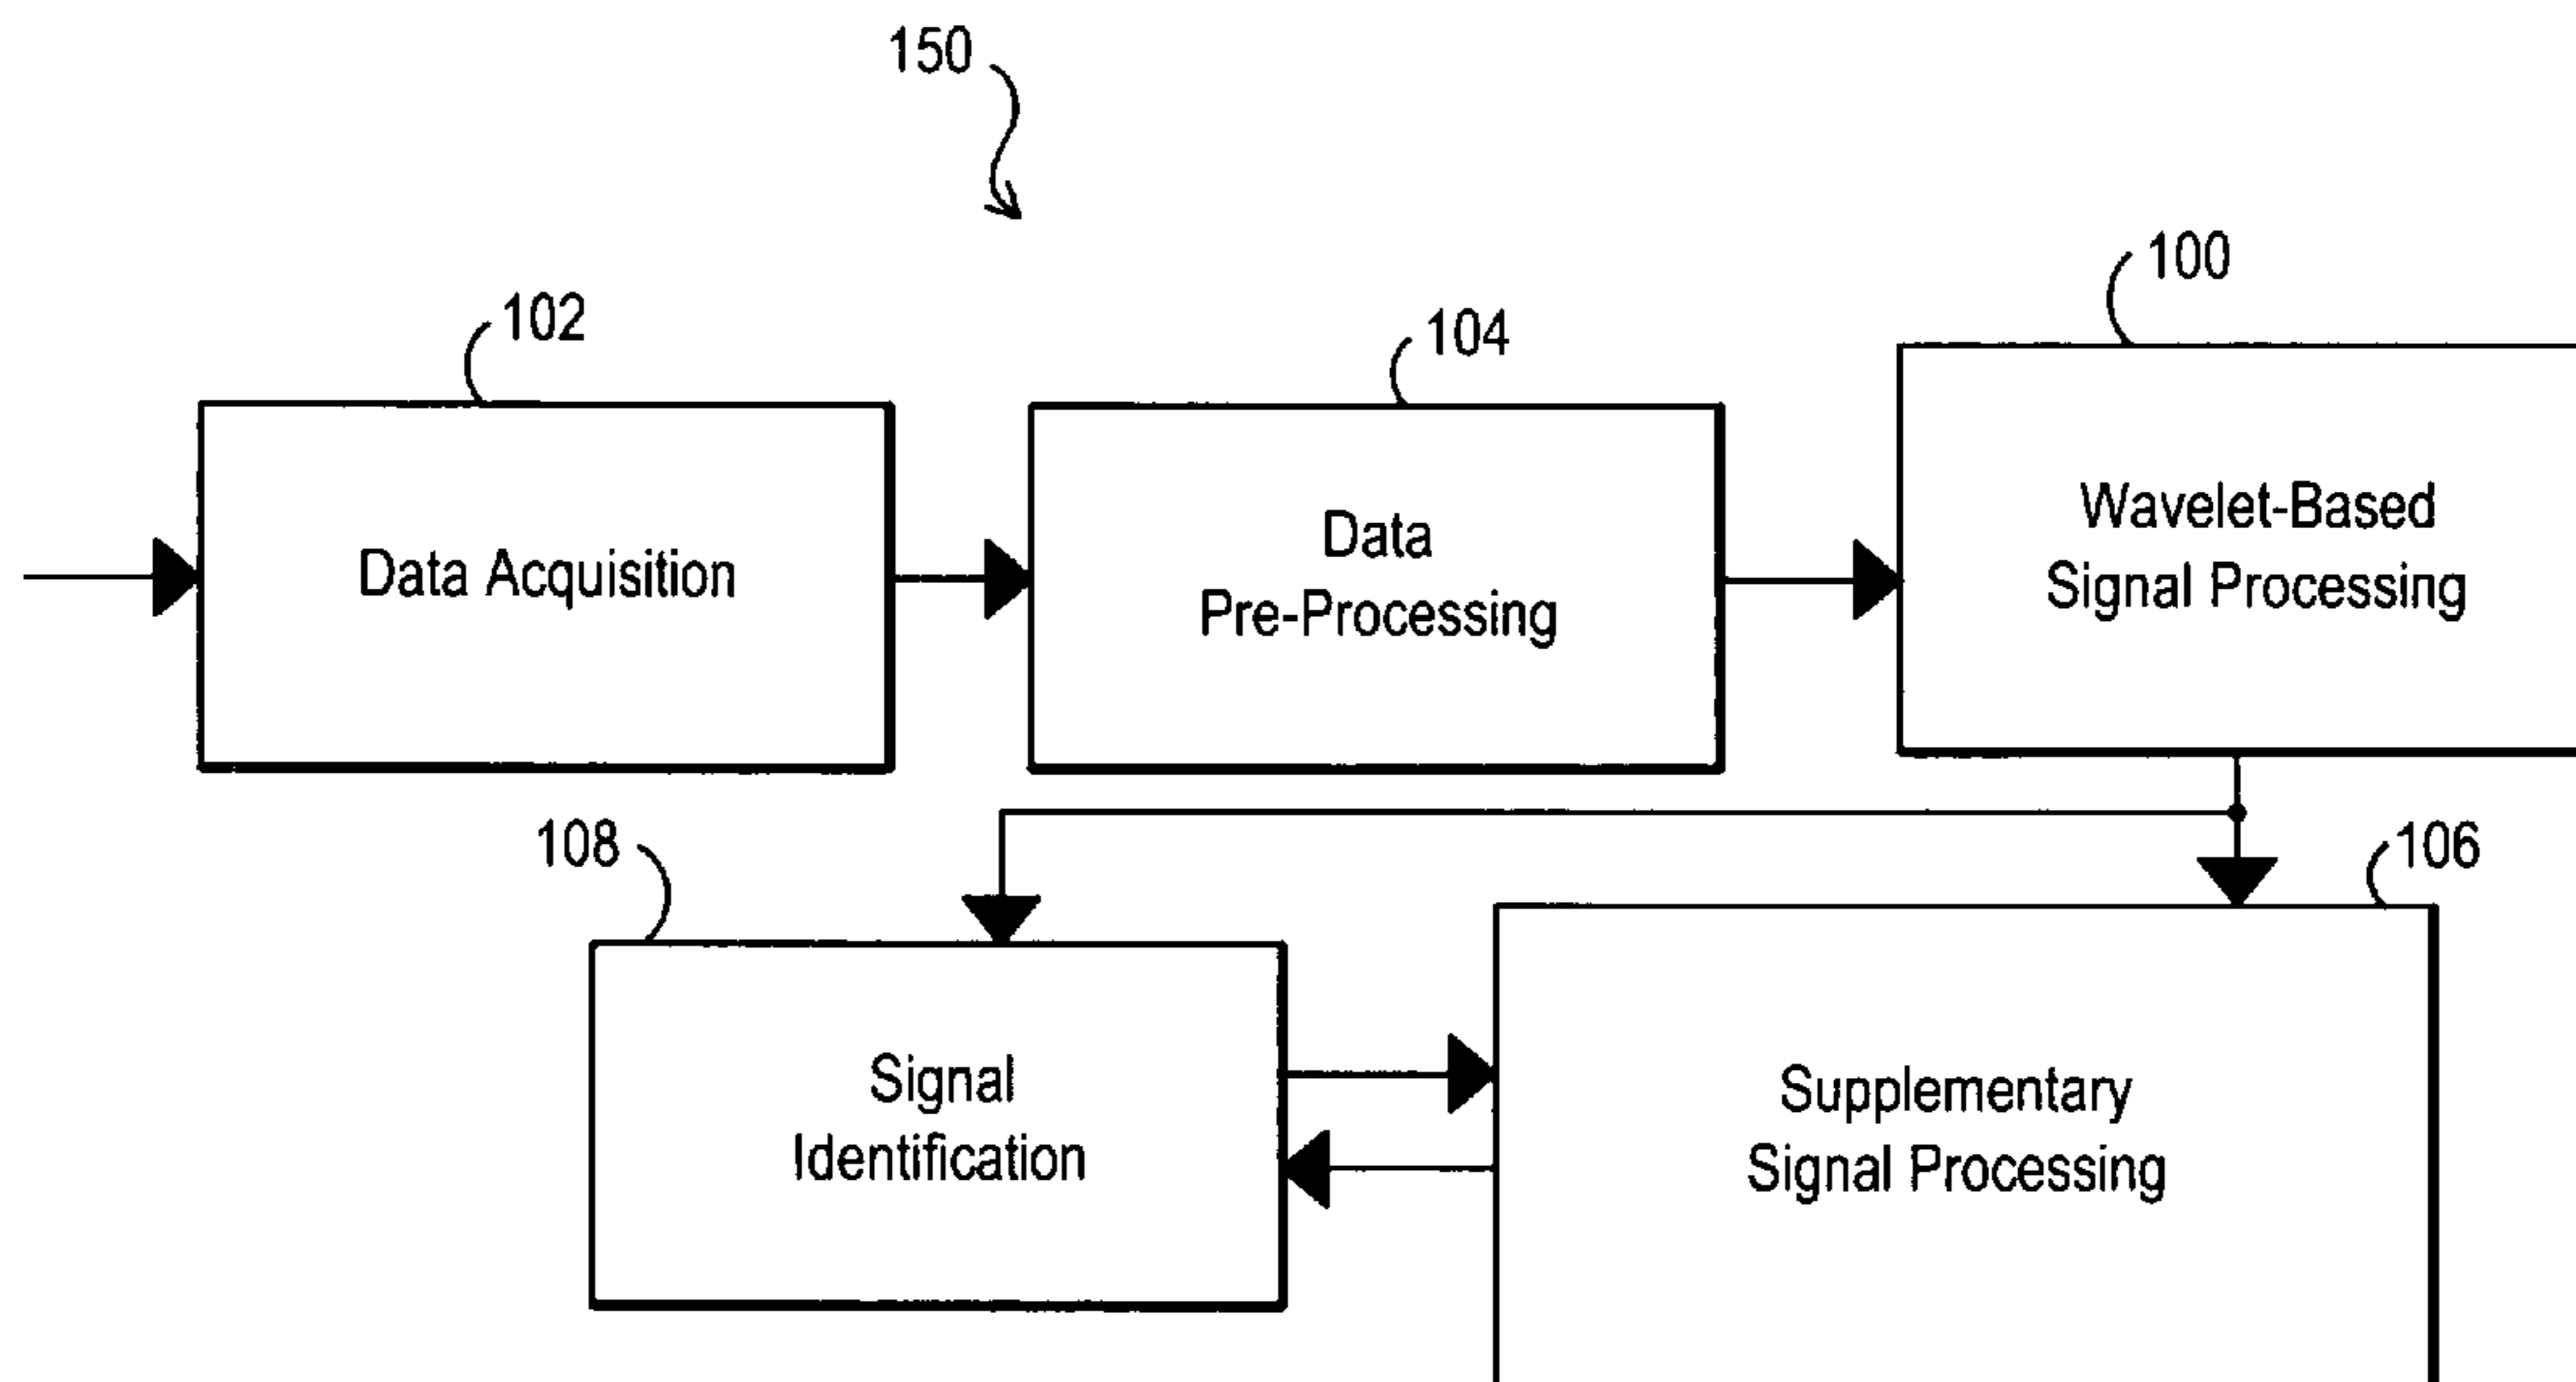 150
102
104
100
Data Acquisition
Data
Pre-Processing
Wavelet-Based
Signal Processing
108
106
Signal
Identification
Supplementary
Signal Processing